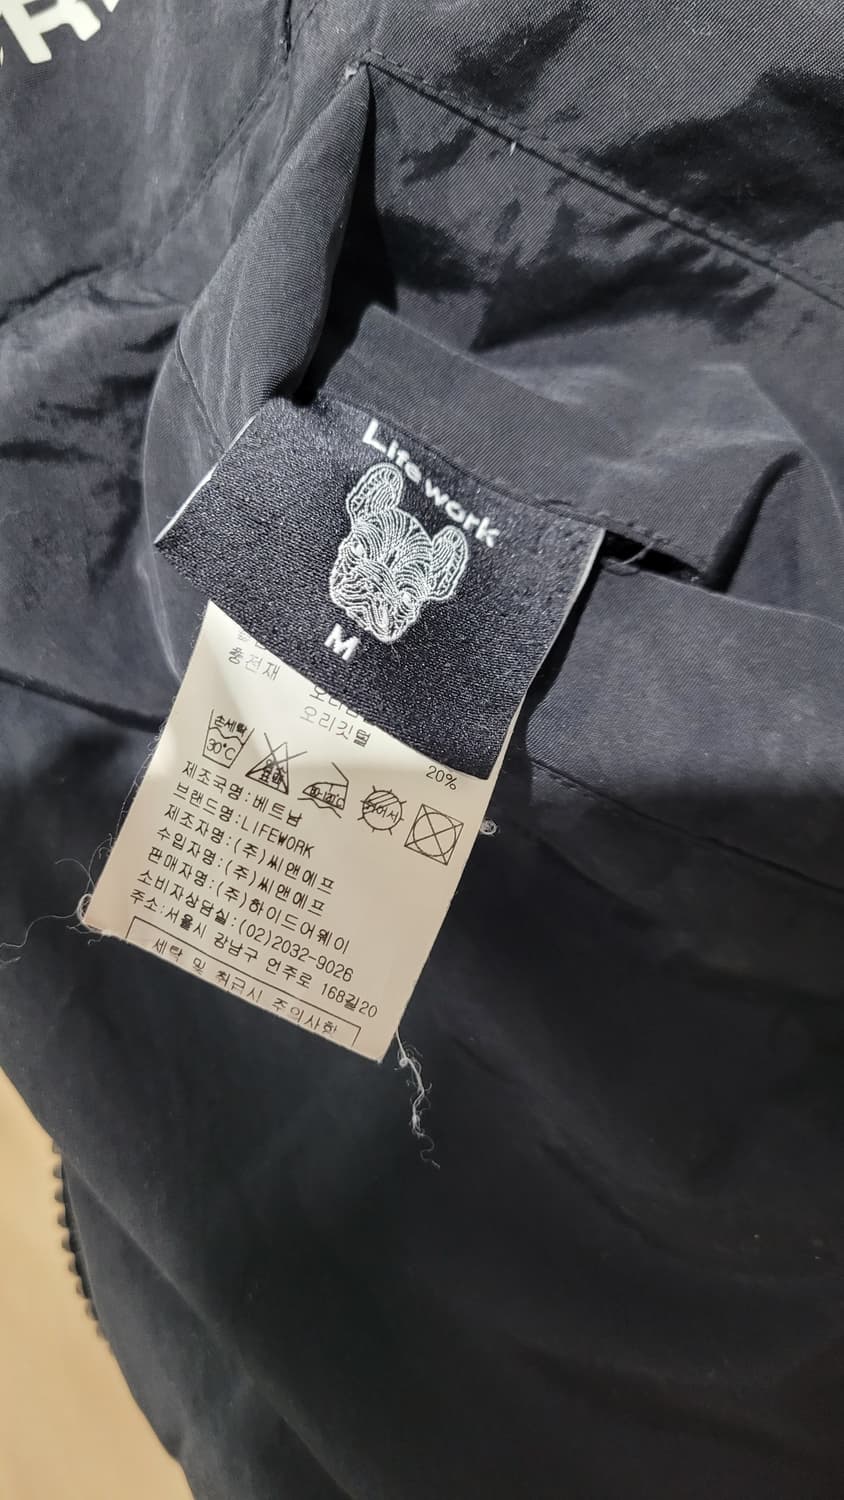 Lifework
M
충전재
오리깃털
20%
손세탁
30°C
제조국명:베트남
브랜드명:LIFEWORK
제조자명:(주)씨앤에프
수입자명:(주)씨앤에프
판매자명:(주)하이드어웨이
소비자상담실:(02)2032-9026
주소:서울시 강남구 언주로 168길20
세탁 및 취급시 주의사항